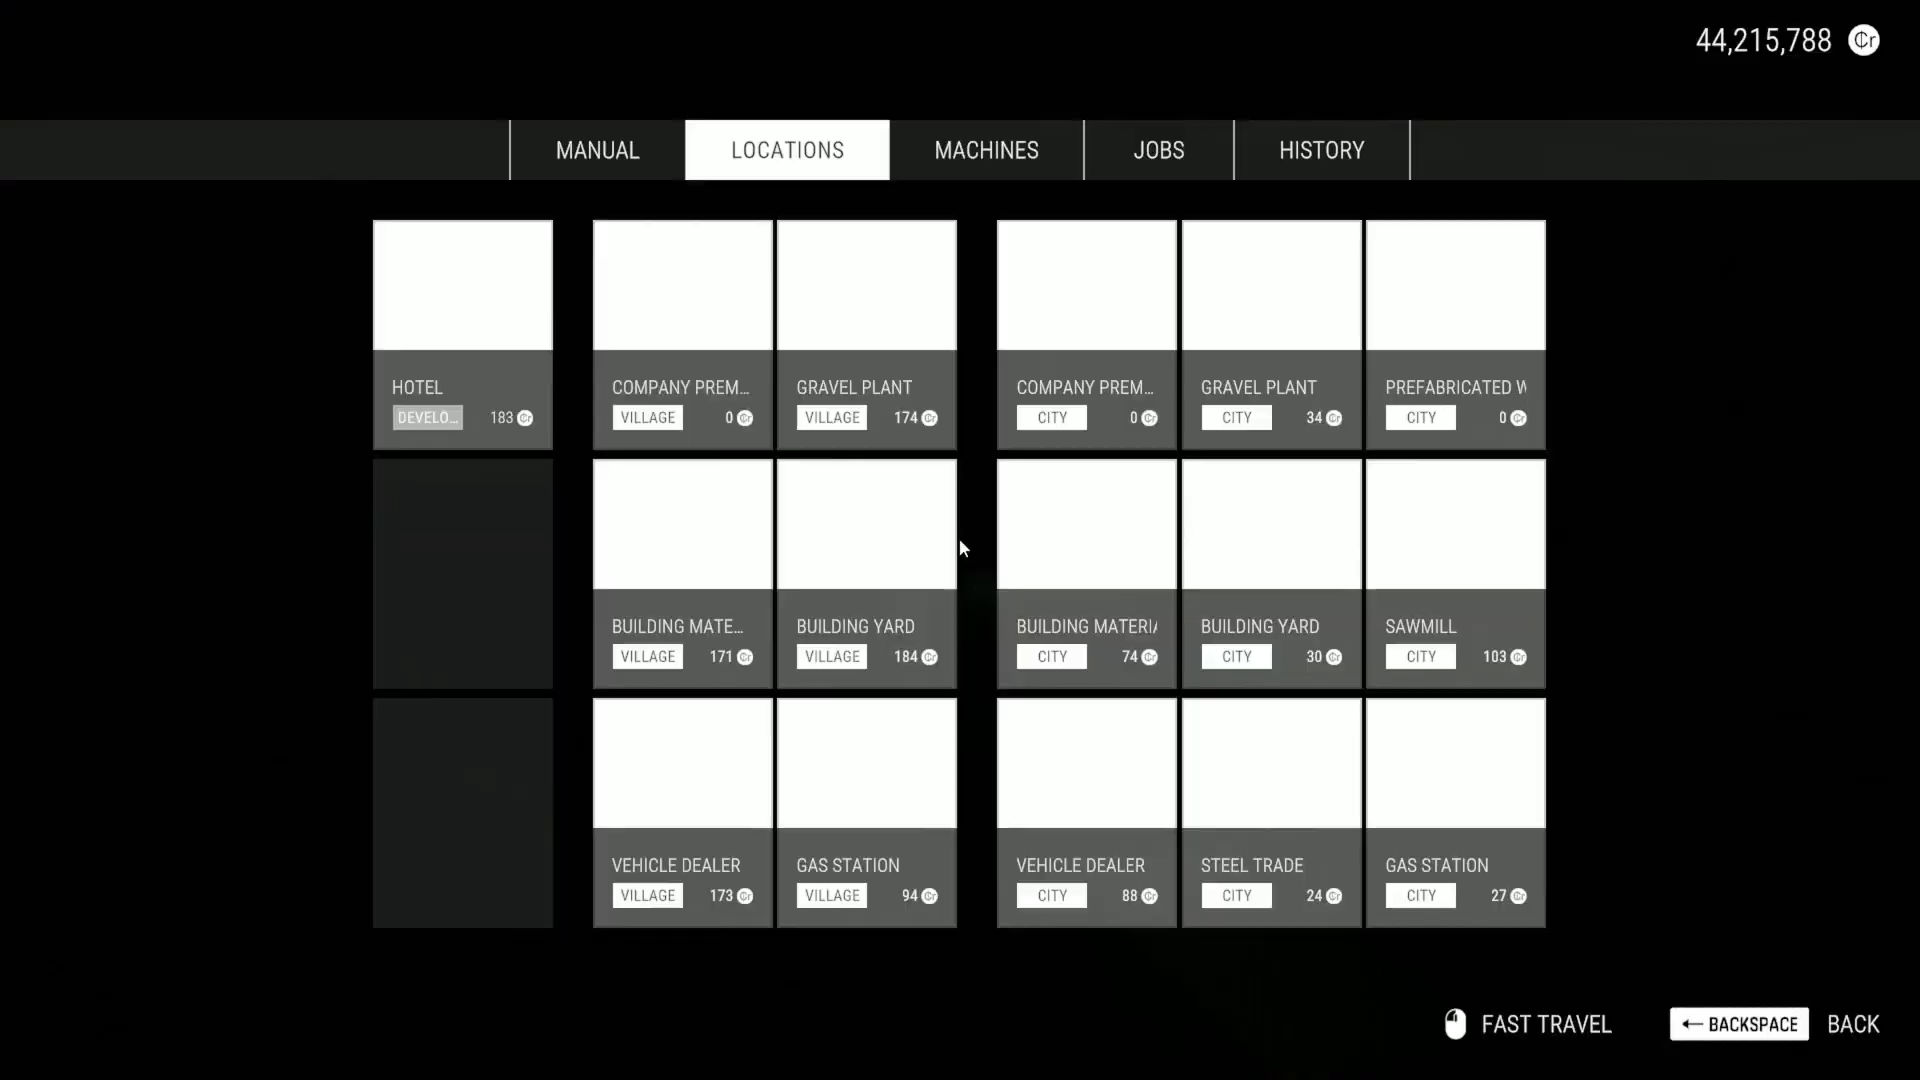 44,215,788 ₢r
MANUAL LOCATIONS MACHINES JOBS HISTORY
HOTEL
DEVELO... 183 ₢r
COMPANY PREM...
VILLAGE 0 ₢r
GRAVEL PLANT
VILLAGE 174 ₢r
COMPANY PREM...
CITY 0 ₢r
GRAVEL PLANT
CITY 34 ₢r
PREFABRICATED W
CITY 0 ₢r
BUILDING MATE...
VILLAGE 171 ₢r
BUILDING YARD
VILLAGE 184 ₢r
BUILDING MATERIA
CITY 74 ₢r
BUILDING YARD
CITY 30 ₢r
SAWMILL
CITY 103 ₢r
VEHICLE DEALER
VILLAGE 173 ₢r
GAS STATION
VILLAGE 94 ₢r
VEHICLE DEALER
CITY 88 ₢r
STEEL TRADE
CITY 24 ₢r
GAS STATION
CITY 27 ₢r
FAST TRAVEL ← BACKSPACE BACK